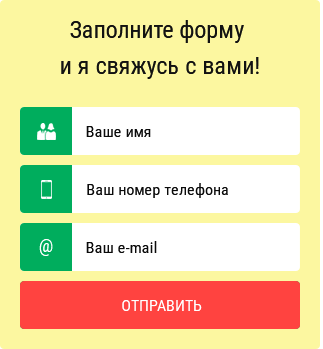 Заполните форму
и я свяжусь с вами!
Ваше имя
Ваш номер телефона
@ Ваш e-mail
ОТПРАВИТЬ